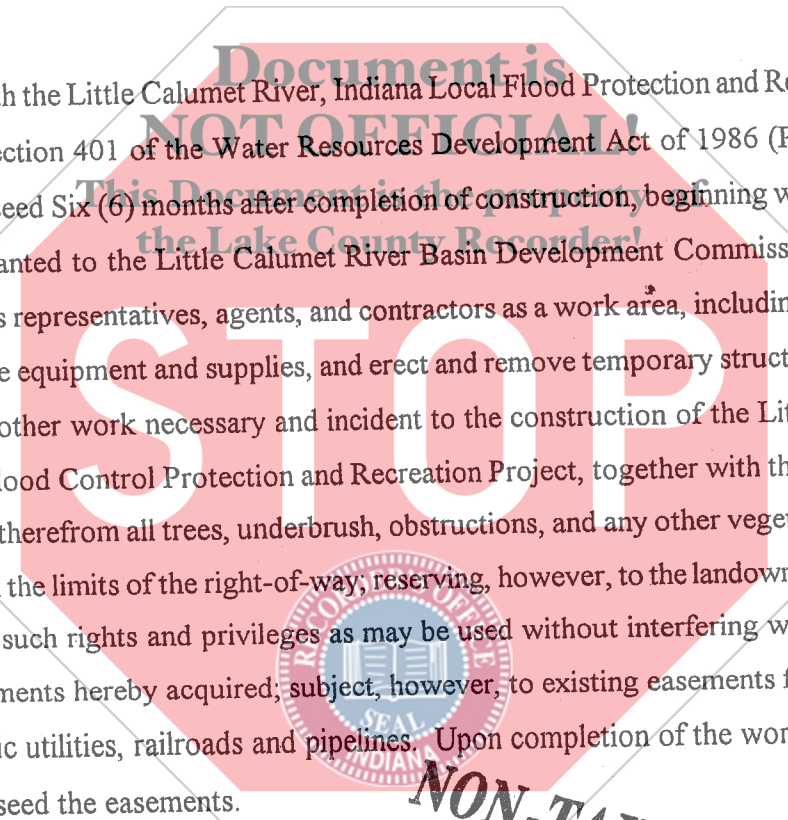 Document is
h the Little Calumet River, Indiana Local Flood Protection and Re
ection 401 of the Water Resources Development Act of 1986 (P
NOT OFFICIAL!
eed Six (6) months after completion of construction, beginning w
This Document is the property of
anted to the Little Calumet River Basin Development Commiss
the Lake County Recorder!
s representatives, agents, and contractors as a work area, includin
e equipment and supplies, and erect and remove temporary struct
STOP
other work necessary and incident to the construction of the Lit
lood Control Protection and Recreation Project, together with th
therefrom all trees, underbrush, obstructions, and any other veget
the limits of the right-of-way; reserving, however, to the landown
such rights and privileges as may be used without interfering w
ments hereby acquired; subject, however, to existing easements f
ic utilities, railroads and pipelines. Upon completion of the wor
seed the easements.
RECORDER'S OFFICE
SEAL
INDIANA
NON-TA